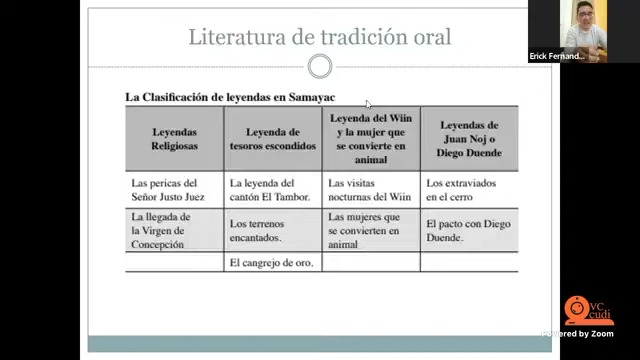 Literatura de tradición oral
Erick Fernand...
La Clasificación de leyendas en Samayac
Leyendas
Religiosas
Leyenda de
tesoros escondidos
Leyenda del Wiin
y la mujer que
se convierte en
animal
Leyendas de
Juan Noj o
Diego Duende
Las pericas del
Señor Justo Juez
La leyenda del
cantón El Tambor.
Las visitas
nocturnas del Wiin
Los extraviados
en el cerro
La llegada de
la Virgen de
Concepción
Los terrenos
encantados.
Las mujeres que
se convierten en
animal
El pacto con Diego
Duende.
El cangrejo de oro.
VC
cudi
Powered by Zoom